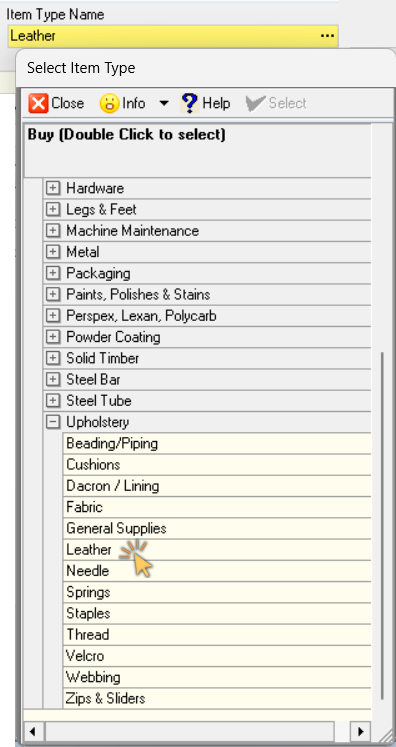 Item Type Name
Leather ...
Select Item Type
Close Info Help Select
Buy (Double Click to select)
Hardware
Legs & Feet
Machine Maintenance
Metal
Packaging
Paints, Polishes & Stains
Perspex, Lexan, Polycarb
Powder Coating
Solid Timber
Steel Bar
Steel Tube
Upholstery
Beading/Piping
Cushions
Dacron / Lining
Fabric
General Supplies
Leather
Needle
Springs
Staples
Thread
Velcro
Webbing
Zips & Sliders